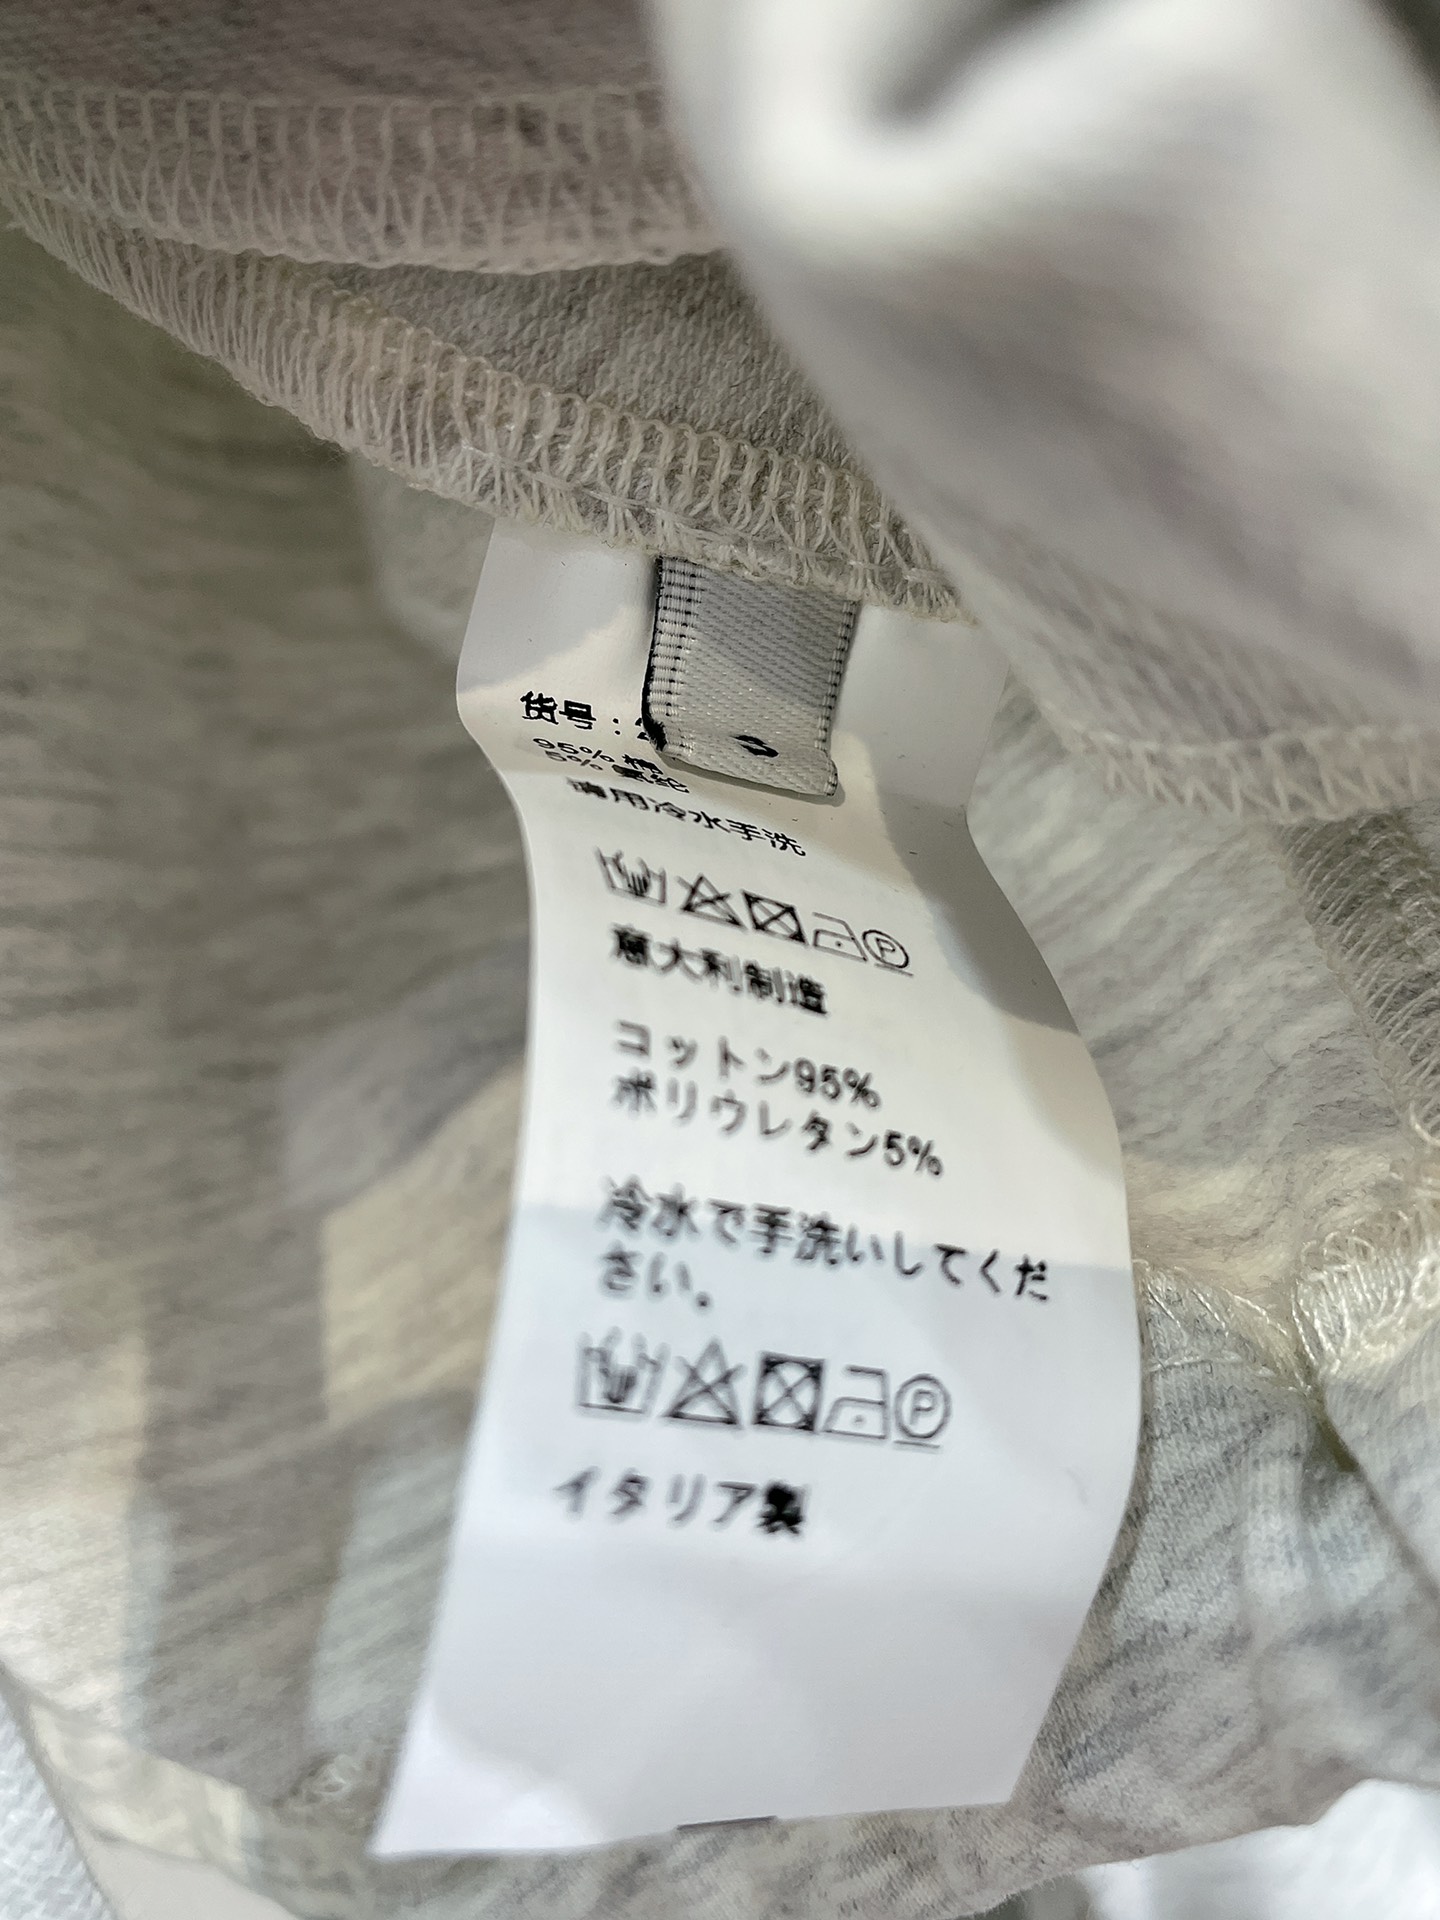 货号:
S
95% 棉
5% 氨纶
请用冷水手洗
P
意大利制造
コットン95%
ポリウレタン5%
冷水で手洗いしてくだ
さい。
P
イタリア製